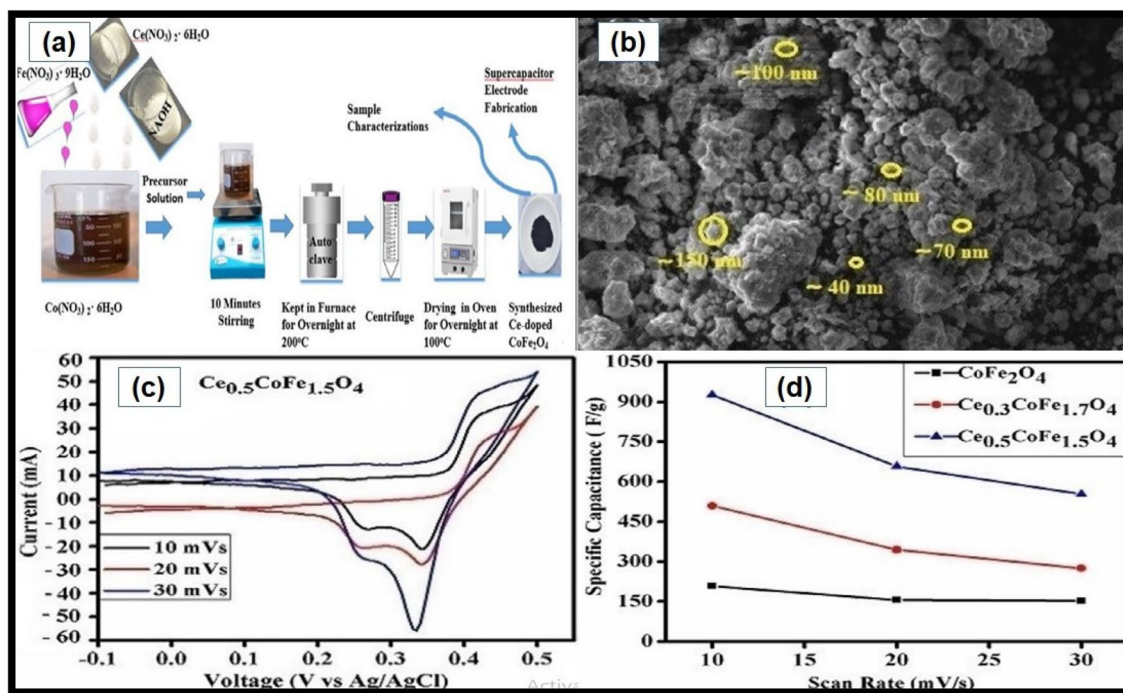 (a)
Ce(NO3) 2· 6H2O
Fe(NO3) 3· 9H2O
NAOH
Precursor
Solution
Sample
Characterizations
Supercapacitor
Electrode
Fabrication
Auto
clave
Co(NO3) 2· 6H2O
10 Minutes
Stirring
Kept in Furnace
for Overnight at
200⁰C
Centrifuge
Drying in Oven
for Overnight at
100⁰C
Synthesized
Ce-doped
CoFe2O4
(b)
~100 nm
~ 80 nm
~ 70 nm
~150 nm
~ 40 nm
(c)
Ce0.5CoFe1.5O4
Current (mA)
60
50
40
30
20
10
00
- 10
- 20
- 30
- 40
- 50
- 60
10 mVs
20 mVs
30 mVs
-0.1 0.0 0.1 0.2 0.3 0.4 0.5
Voltage (V vs Ag/AgCl)
Activa
(d)
CoFe2O4
Ce0.3CoFe1.7O4
Ce0.5CoFe1.5O4
Specific Capacitance ( F/g)
1050
900
750
600
450
300
150
0
10 15 20 25 30
Scan Rate (mV/s)